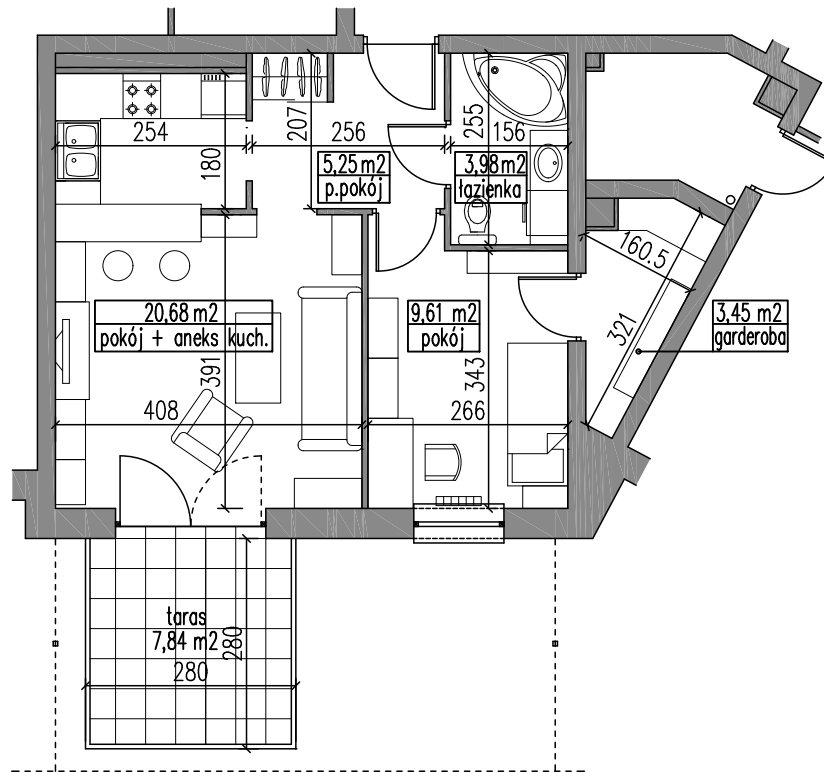 254
180
207
256
255
156
5,25 m2
p.pokój
3,98 m2
łazienka
160.5
321
20,68 m2
pokój + aneks kuch.
9,61 m2
pokój
3,45 m2
garderoba
391
343
408
266
taras
7,84 m2
280
280